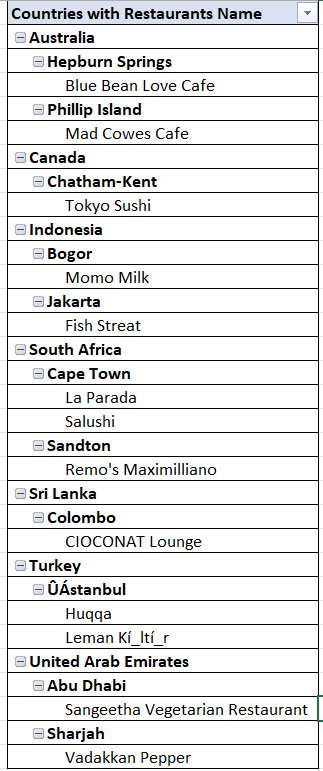 Countries with Restaurants Name
Australia
Hepburn Springs
Blue Bean Love Cafe
Phillip Island
Mad Cowes Cafe
Canada
Chatham-Kent
Tokyo Sushi
Indonesia
Bogor
Momo Milk
Jakarta
Fish Streat
South Africa
Cape Town
La Parada
Salushi
Sandton
Remo's Maximilliano
Sri Lanka
Colombo
CIOCONAT Lounge
Turkey
ÛÁstanbul
Huqqa
Leman Kí_ltí_r
United Arab Emirates
Abu Dhabi
Sangeetha Vegetarian Restaurant
Sharjah
Vadakkan Pepper